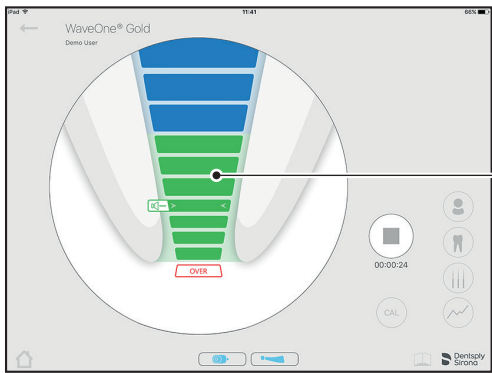 iPad
11:41
66%
WaveOne® Gold
Demo User
OVER
00:00:24
CAL
Dentsply
Sirona